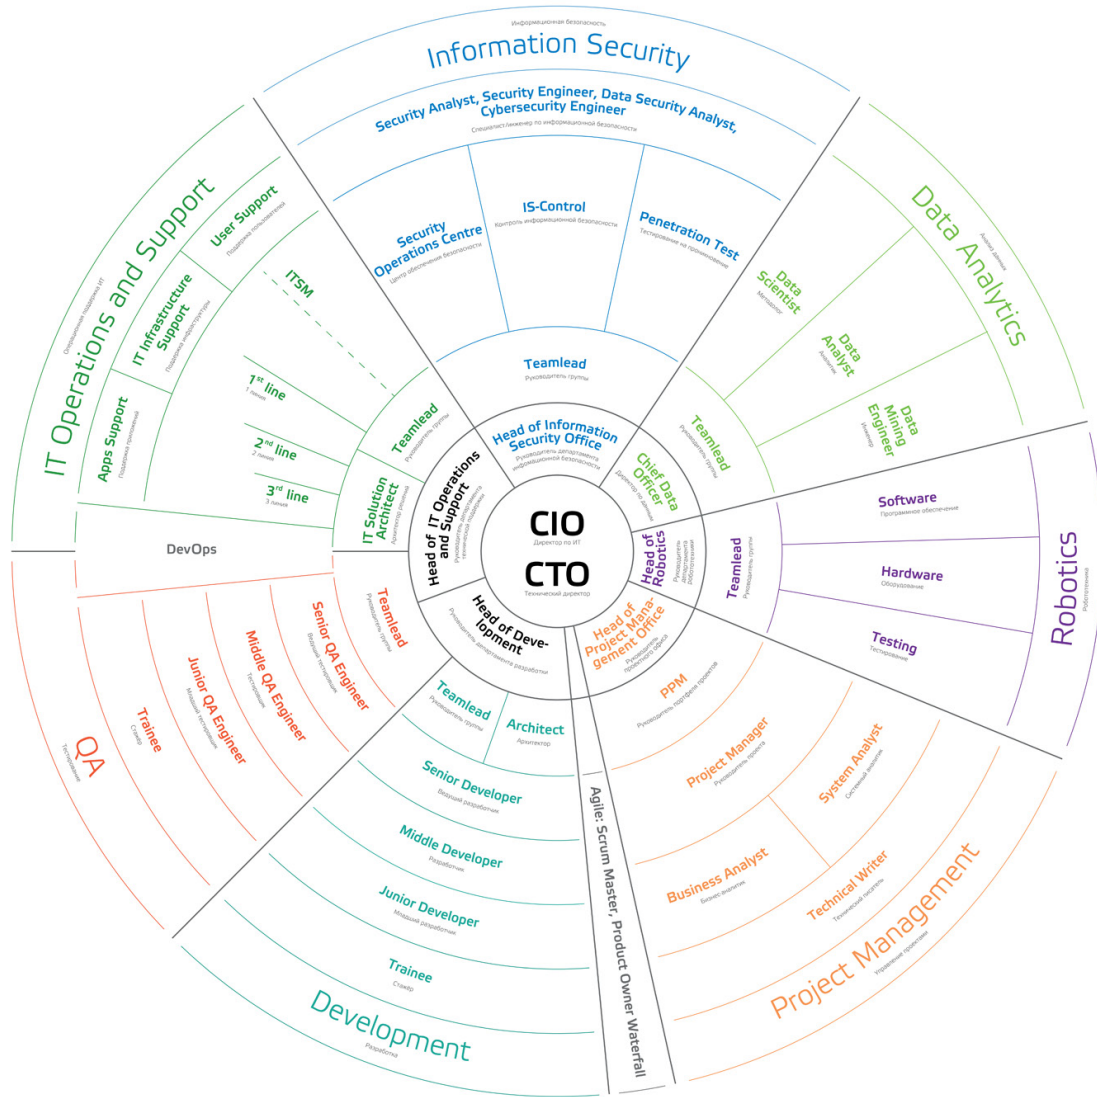 Информационная безопасность
Information Security
Security Analyst, Security Engineer, Data Security Analyst,
Cybersecurity Engineer
Специалист/инженер по информационной безопасности
Security
Operations Centre
Центр обеспечения безопасности
IS-Control
Контроль информационной безопасности
Penetration Test
Тестирование на проникновение
Teamlead
Руководитель группы
Head of Information
Security Office
Руководитель департамента
информационной безопасности
Анализ данных
Data Analytics
Data
Scientist
Методолог
Data
Analyst
Аналитик
Data
Mining
Engineer
Инженер
Teamlead
Руководитель группы
Chief Data
Officer
Директор по данным
Robotics
Робототехника
Software
Программное обеспечение
Hardware
Оборудование
Testing
Тестирование
Teamlead
Руководитель группы
Head of
Robotics
Руководитель
департамента
робототехники
CIO
Директор по ИТ
CTO
Технический директор
Head of
Project Mana-
gement Office
Руководитель
проектного офиса
PPM
Руководитель портфеля проектов
Project Manager
Руководитель проекта
System Analyst
Системный аналитик
Business Analyst
Бизнес-аналитик
Technical Writer
Технический писатель
Project Management
Управление проектами
Agile: Scrum Master, Product Owner Waterfall
Head of Deve-
lopment
Руководитель департамента разработки
Teamlead
Руководитель группы
Architect
Архитектор
Senior Developer
Ведущий разработчик
Middle Developer
Разработчик
Junior Developer
Младший разработчик
Trainee
Стажер
Development
Разработка
Teamlead
Руководитель группы
Senior QA Engineer
Ведущий тестировщик
Middle QA Engineer
Тестировщик
Junior QA Engineer
Младший тестировщик
Trainee
Стажер
QA
Тестирование
DevOps
Операционная поддержка ИТ
IT Operations and Support
User Support
Поддержка пользователей
IT Infrastructure
Support
Поддержка инфраструктуры
Apps Support
Поддержка приложений
ITSM
1st line
1 линия
2nd line
2 линия
3rd line
3 линия
Teamlead
Руководитель группы
IT Solution
Architect
Архитектор решений
Head of IT Operations
and Support
Руководитель департамента
технической поддержки